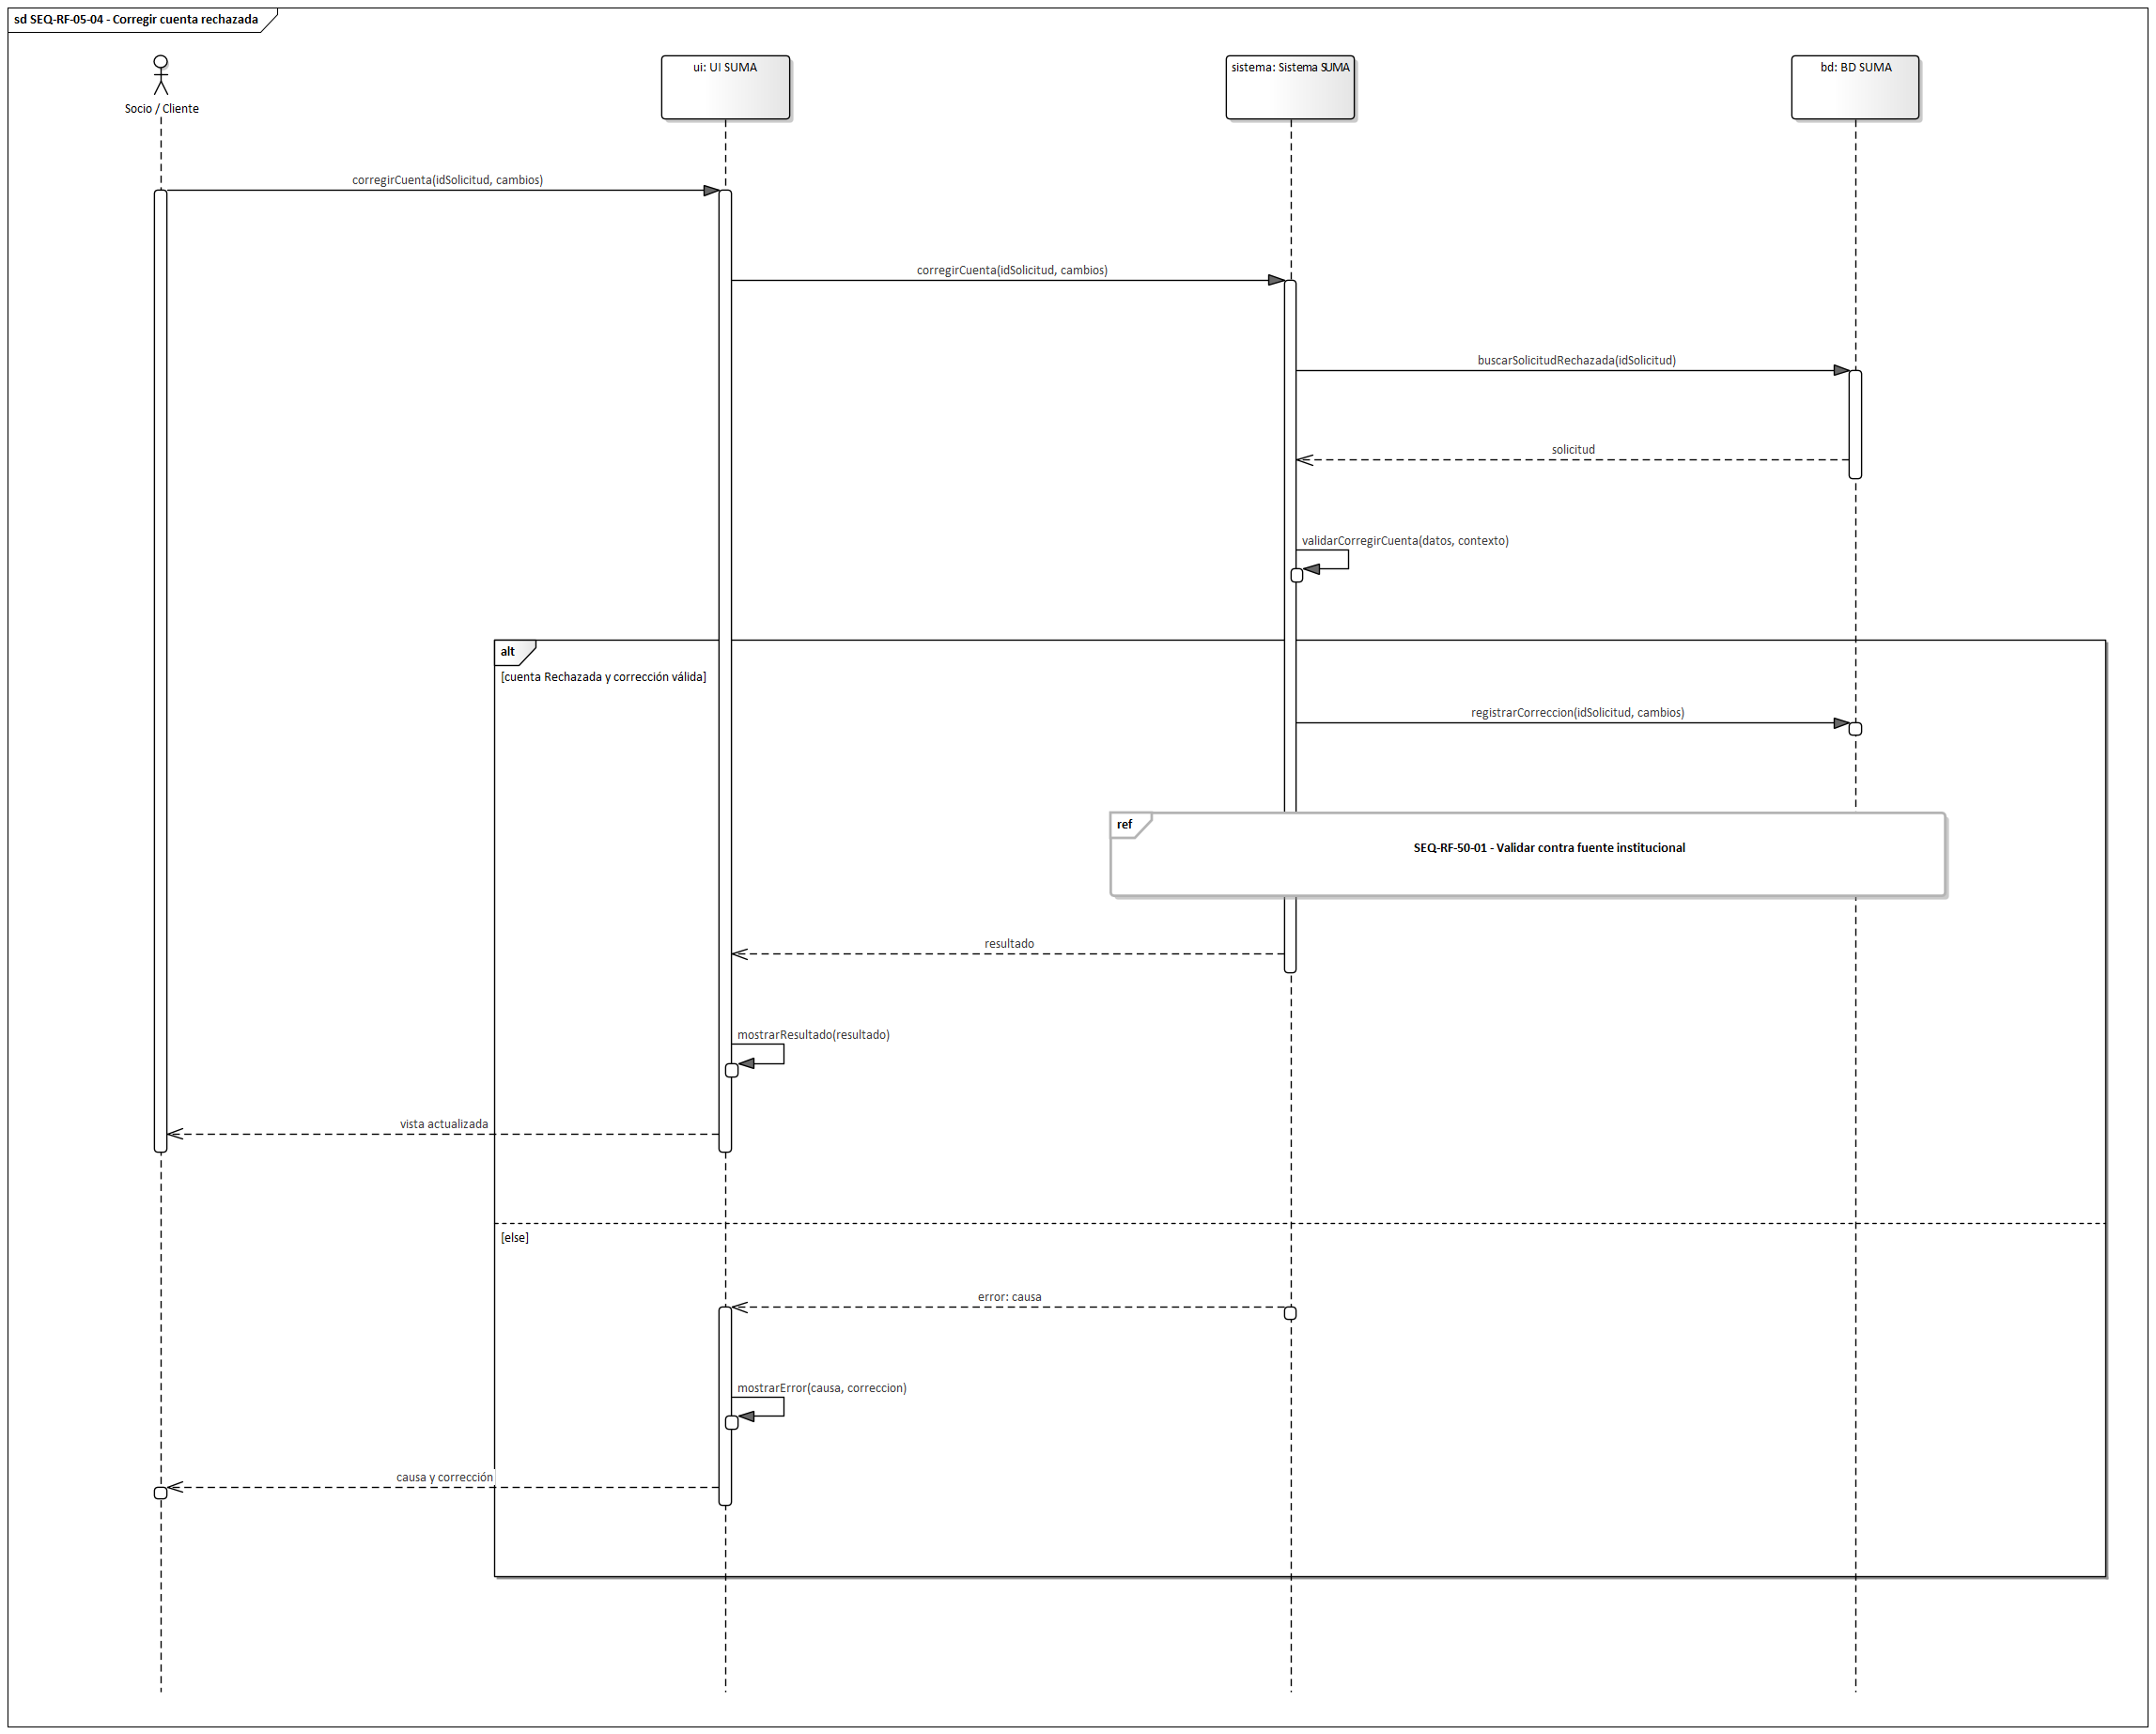 sd SEQ-RF-05-04 - Corregir cuenta rechazada
Socio / Cliente
ui: UI SUMA
sistema: Sistema SUMA
bd: BD SUMA
corregirCuenta(idSolicitud, cambios)
corregirCuenta(idSolicitud, cambios)
buscarSolicitudRechazada(idSolicitud)
solicitud
validarCorregirCuenta(datos, contexto)
alt
[cuenta Rechazada y corrección válida]
registrarCorreccion(idSolicitud, cambios)
ref
SEQ-RF-50-01 - Validar contra fuente institucional
resultado
mostrarResultado(resultado)
vista actualizada
[else]
error: causa
mostrarError(causa, correccion)
causa y corrección